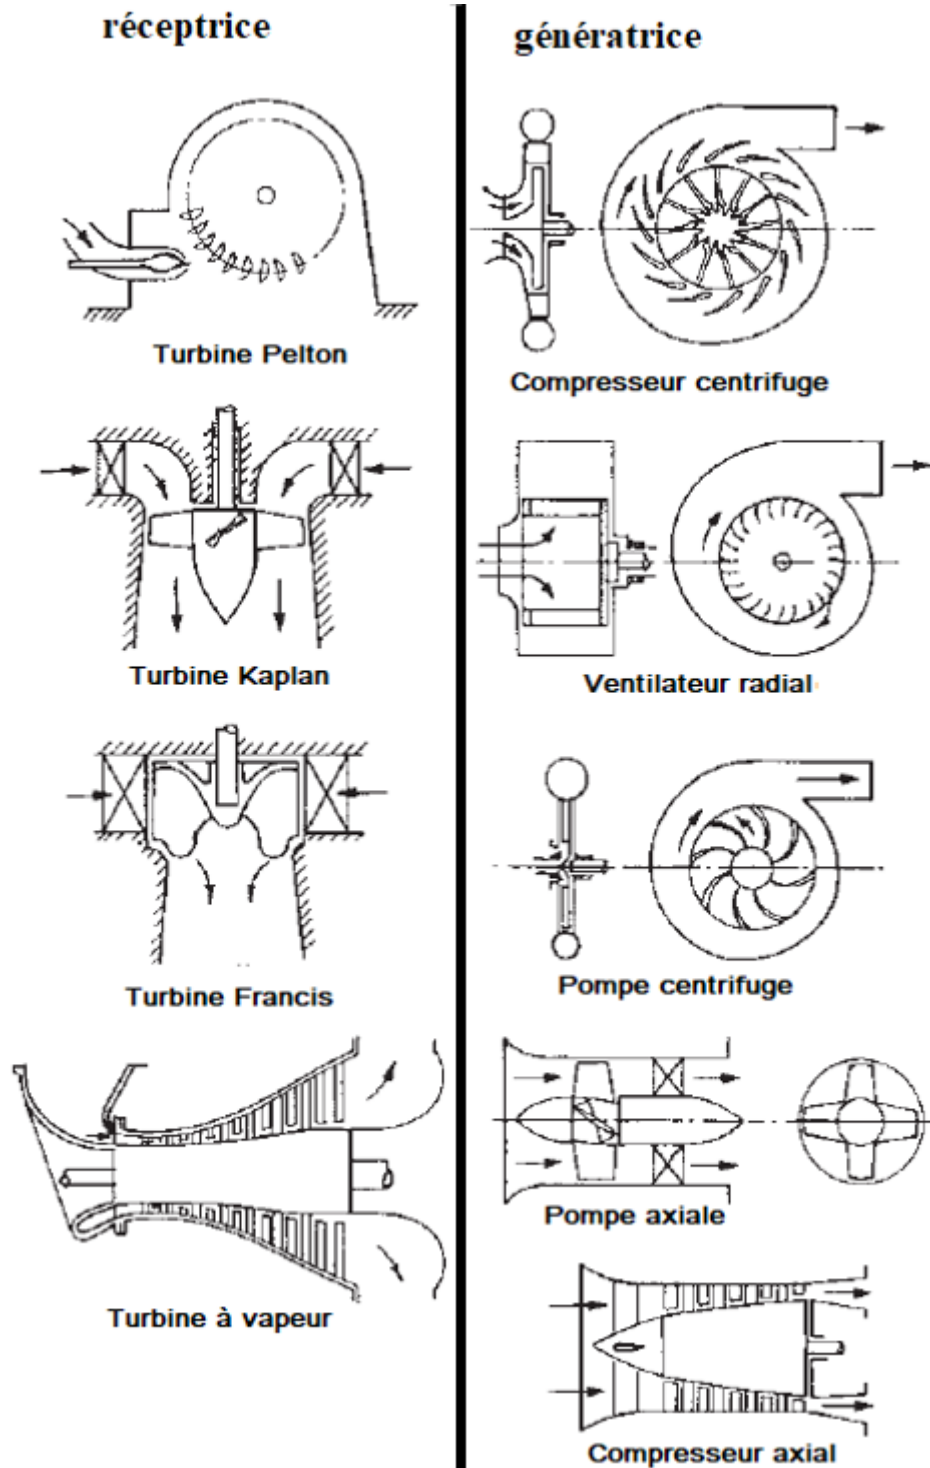 réceptrice
Turbine Pelton
Turbine Kaplan
Turbine Francis
Turbine à vapeur
génératrice
Compresseur centrifuge
Ventilateur radial
Pompe centrifuge
Pompe axiale
Compresseur axial